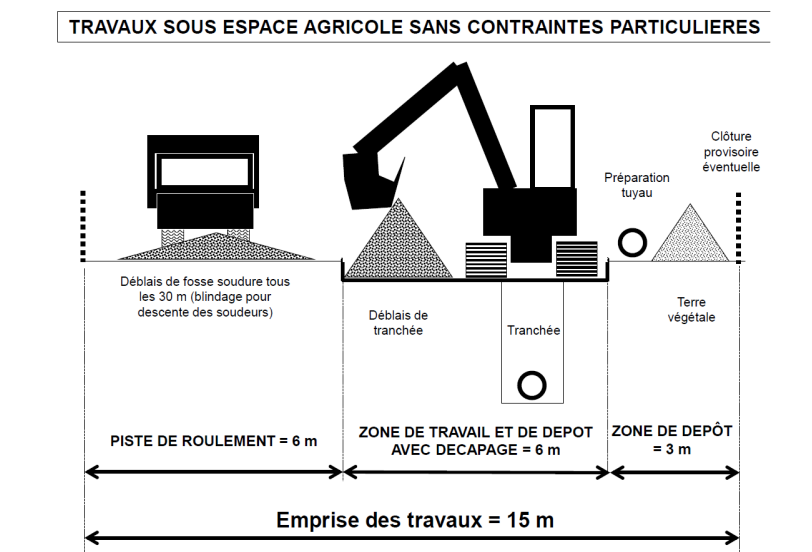 TRAVAUX SOUS ESPACE AGRICOLE SANS CONTRAINTES PARTICULIERES
Clôture
provisoire
éventuelle
Préparation
tuyau
Déblais de fosse soudure tous
les 30 m (blindage pour
descente des soudeurs)
Déblais de
tranchée
Tranchée
Terre
végétale
PISTE DE ROULEMENT = 6 m
ZONE DE TRAVAIL ET DE DEPOT
AVEC DECAPAGE = 6 m
ZONE DE DEPÔT
= 3 m
Emprise des travaux = 15 m